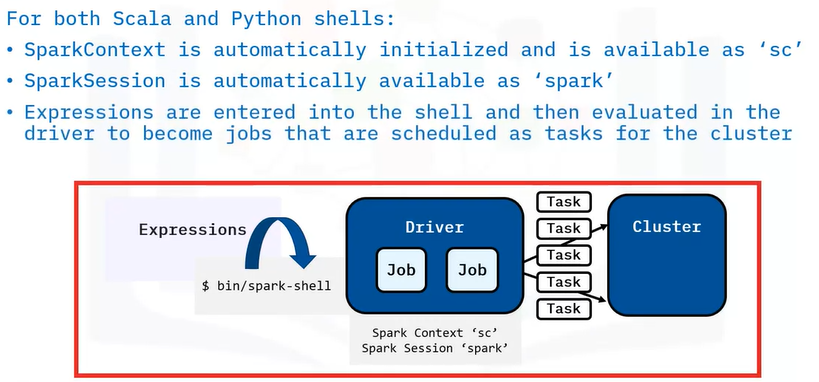 For both Scala and Python shells:
• SparkContext is automatically initialized and is available as ‘sc’
• SparkSession is automatically available as ‘spark’
• Expressions are entered into the shell and then evaluated in the
driver to become jobs that are scheduled as tasks for the cluster
Expressions
$ bin/spark-shell
Driver
Job
Job
Spark Context ‘sc’
Spark Session ‘spark’
Task
Task
Task
Task
Task
Cluster